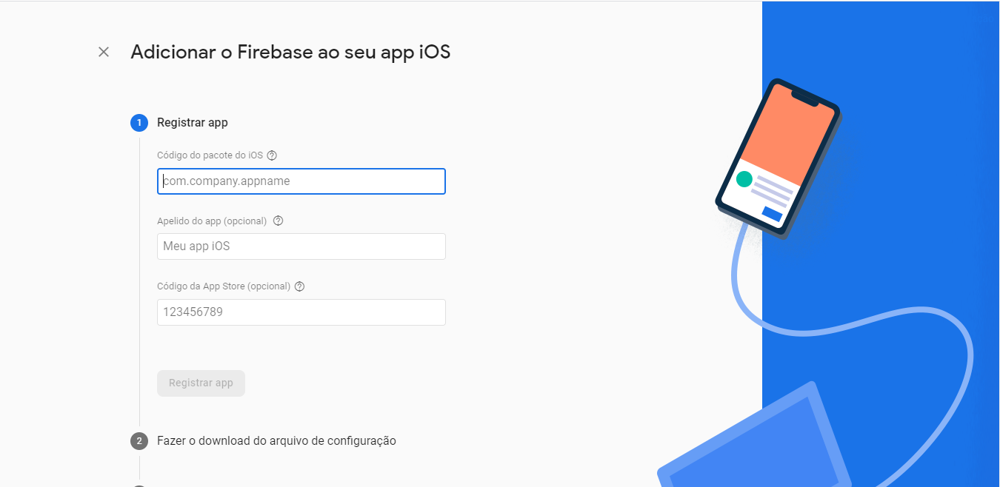 Adicionar o Firebase ao seu app iOS
1 Registrar app
Código do pacote do iOS
com.company.appname
Apelido do app (opcional)
Meu app iOS
Código da App Store (opcional)
123456789
Registrar app
2 Fazer o download do arquivo de configuração